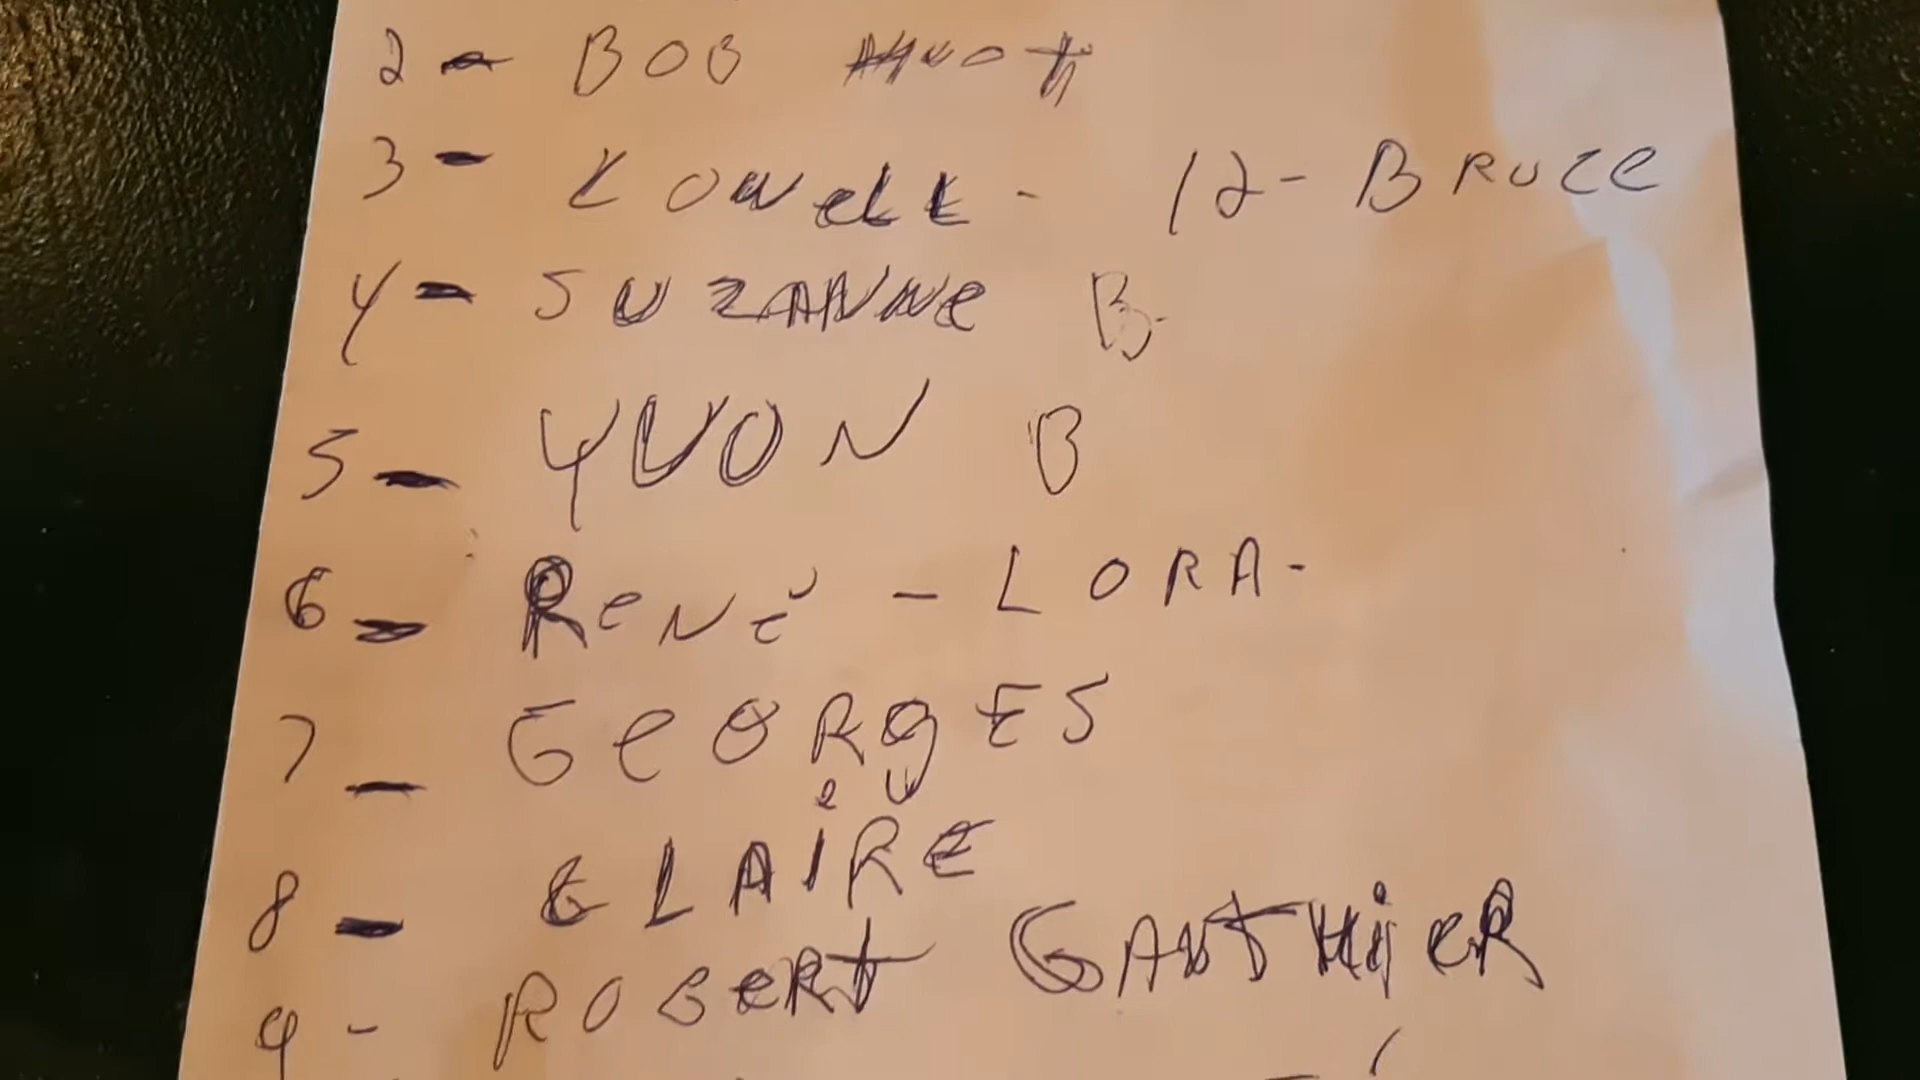 2 - BOB
3 - LOWeLL - 12 - BRUCe
4 - SUZANNe B.
5 - YVON B
6 - ReNé - LORA -
7 - GeORgES
8 - CLAiRE
9 - ROBeRt GAUTHieR